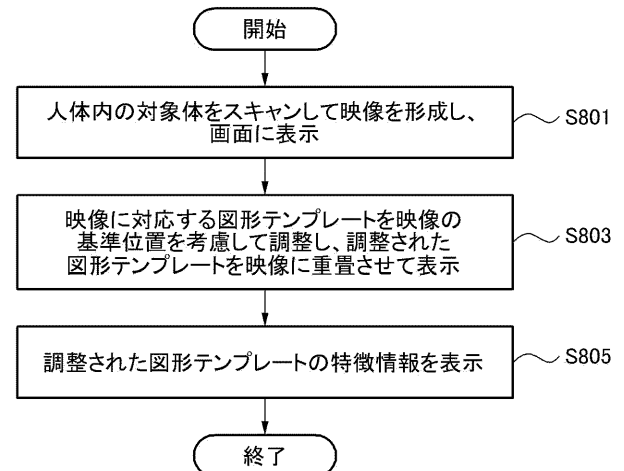 開始
人体内の対象体をスキャンして映像を形成し、
画面に表示
S801
映像に対応する図形テンプレートを映像の
基準位置を考慮して調整し、調整された
図形テンプレートを映像に重畳させて表示
S803
調整された図形テンプレートの特徴情報を表示
S805
終了